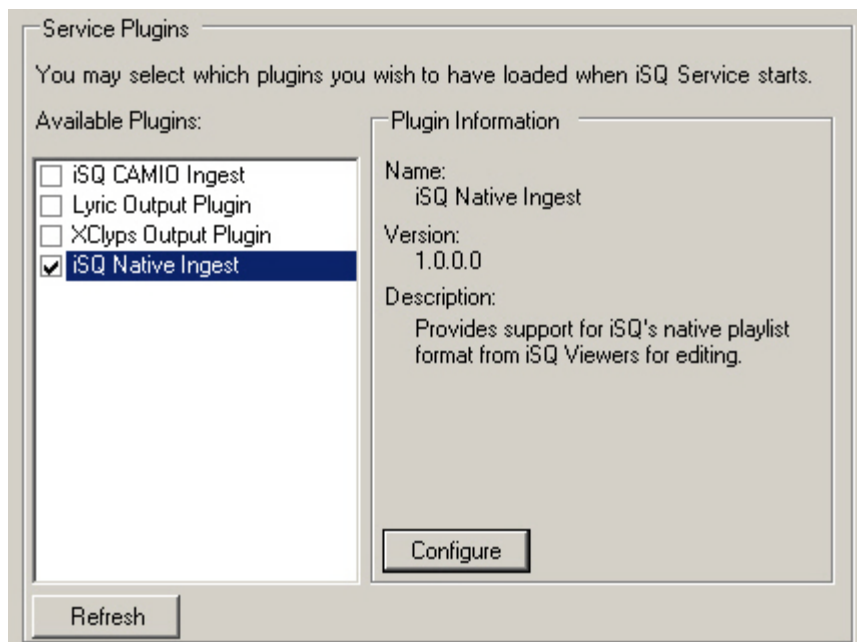 Service Plugins
You may select which plugins you wish to have loaded when iSQ Service starts.
Available Plugins:
iSQ CAMIO Ingest
Lyric Output Plugin
XClyps Output Plugin
iSQ Native Ingest
Plugin Information
Name:
iSQ Native Ingest
Version:
1.0.0.0
Description:
Provides support for iSQ's native playlist
format from iSQ Viewers for editing.
Configure
Refresh